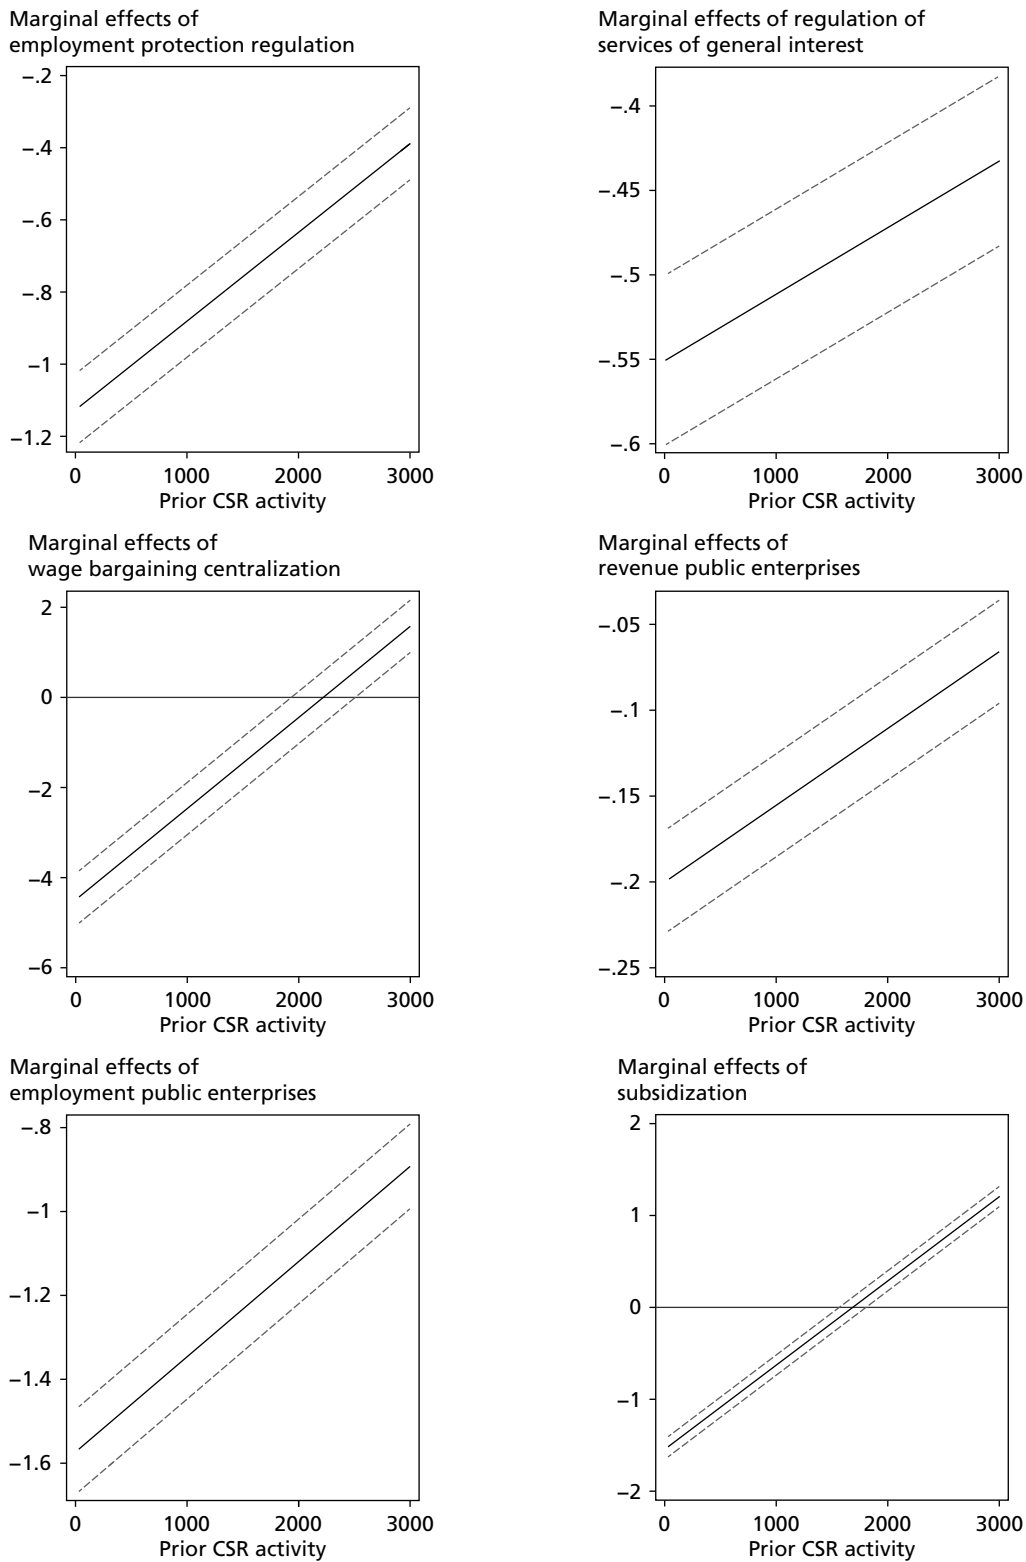 Marginal effects of
employment protection regulation
–.2
–.4
–.6
–.8
–1
–1.2
0 1000 2000 3000
Prior CSR activity
Marginal effects of regulation of
services of general interest
–.4
–.45
–.5
–.55
–.6
0 1000 2000 3000
Prior CSR activity
Marginal effects of
wage bargaining centralization
2
0
–2
–4
–6
0 1000 2000 3000
Prior CSR activity
Marginal effects of
revenue public enterprises
–.05
–.1
–.15
–.2
–.25
0 1000 2000 3000
Prior CSR activity
Marginal effects of
employment public enterprises
–.8
–1
–1.2
–1.4
–1.6
0 1000 2000 3000
Prior CSR activity
Marginal effects of
subsidization
2
1
0
–1
–2
0 1000 2000 3000
Prior CSR activity